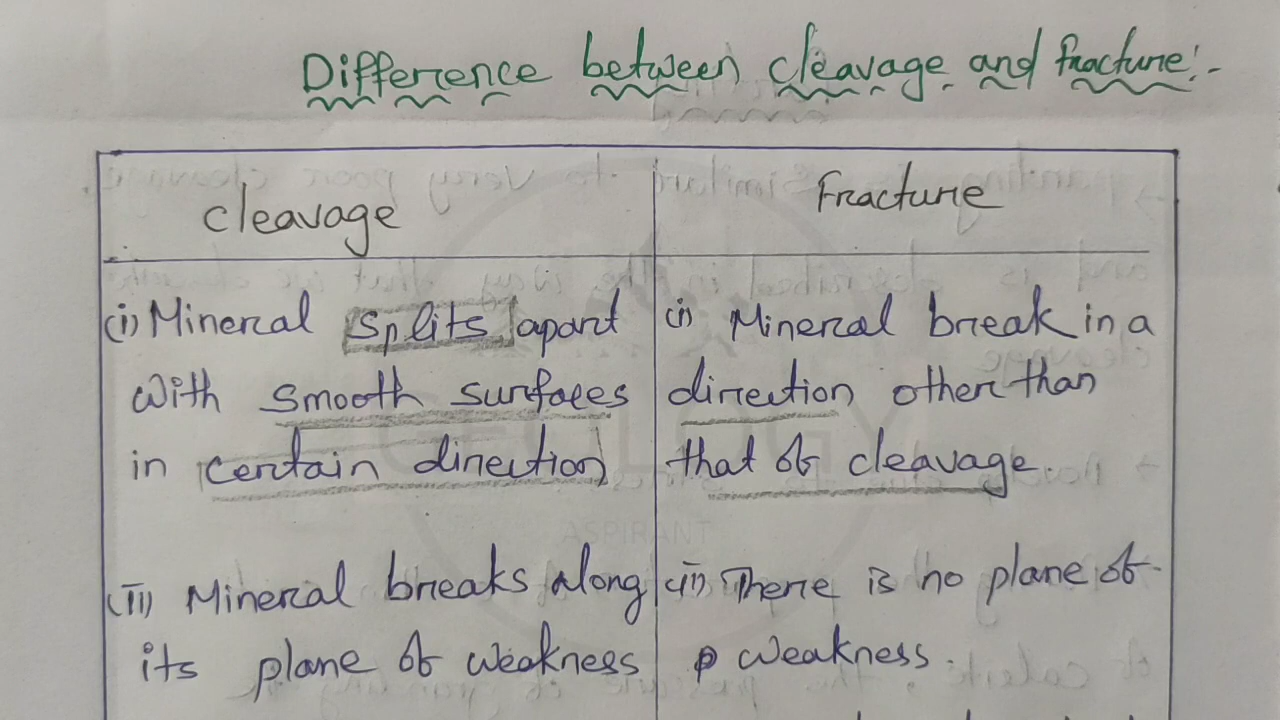 Difference between cleavage and fracture:-
cleavage
Fracture
(i) Mineral splits apart
with smooth surfaces
in certain direction
(ii) Mineral breaks along
its plane of weakness
(i) Mineral break in a
direction other than
that of cleavage.
(ii) There is no plane of
weakness.
ASPIRANT